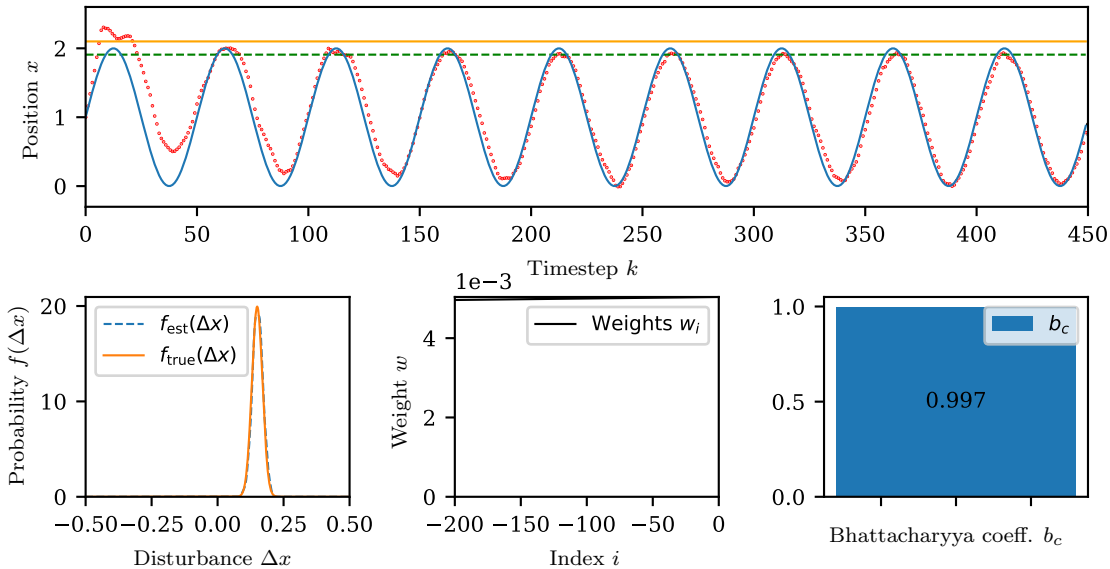 Position x
2
1
0
0 50 100 150 200 250 300 350 400 450
Timestep k
Probability f(Δx)
20
10
0
f_est(Δx)
f_true(Δx)
−0.50 −0.25 0.00 0.25 0.50
Disturbance Δx
1e−3
Weight w
4
2
0
Weights w_i
−200 −150 −100 −50 0
Index i
1.0
0.5
0.0
b_c
0.997
Bhattacharyya coeff. b_c